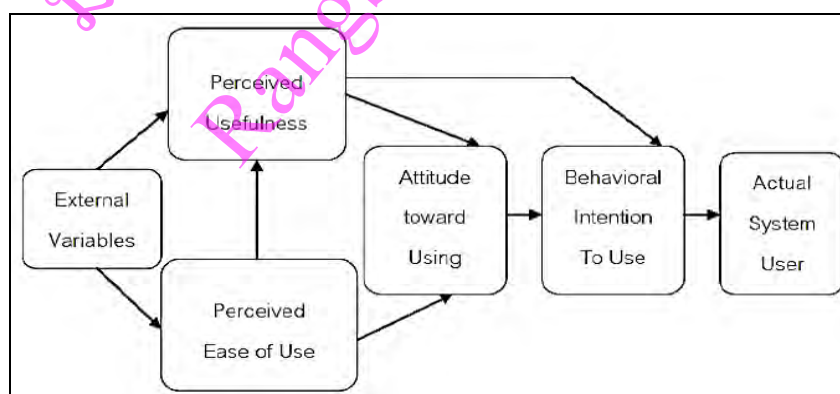 Perceived
Usefulness
External
Variables
Perceived
Ease of Use
Attitude
toward
Using
Behavioral
Intention
To Use
Actual
System
User